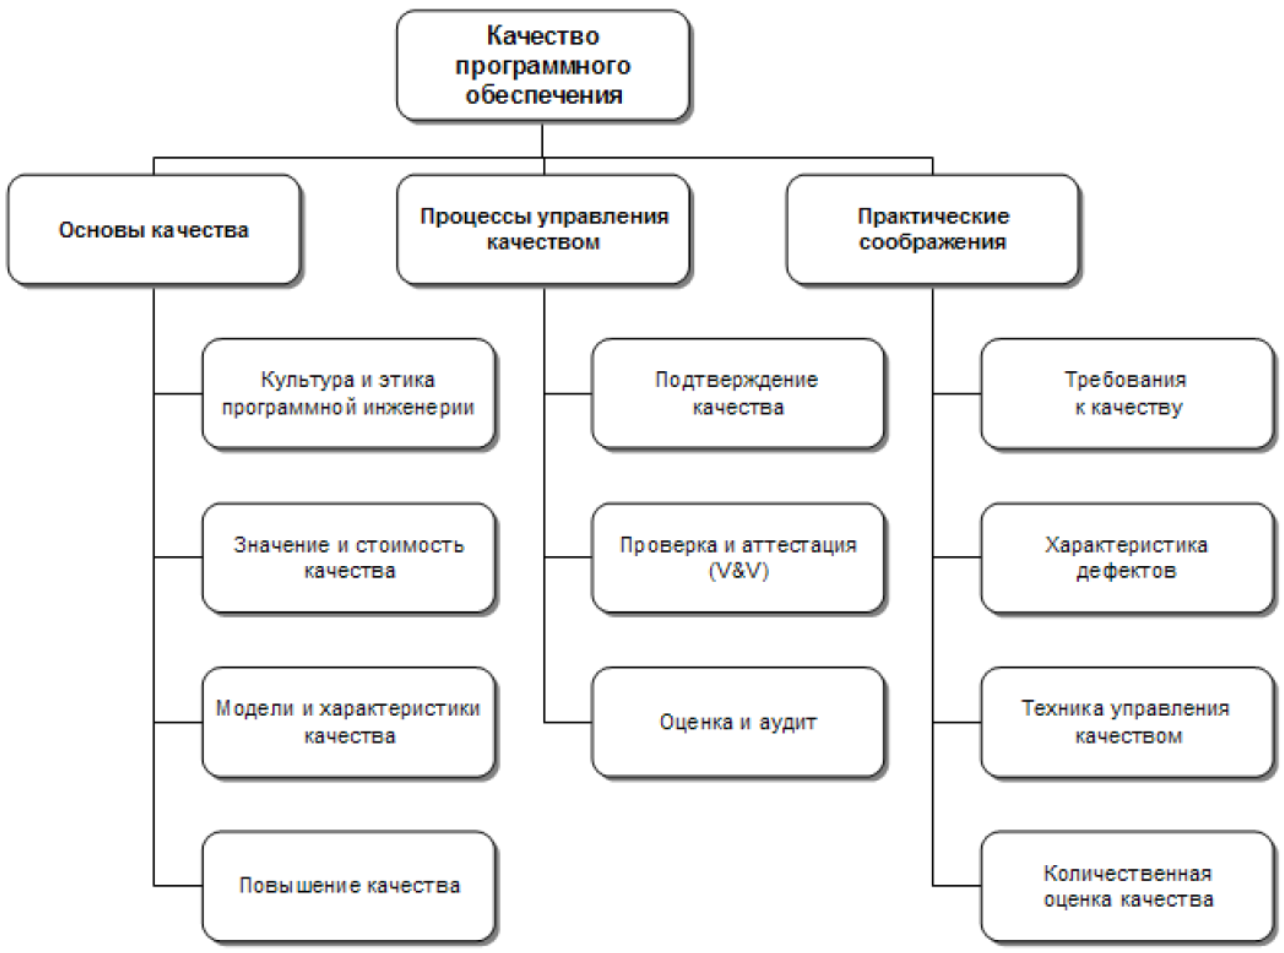 Качество
программного
обеспечения
Основы качества
Процессы управления
качеством
Практические
соображения
Культура и этика
программной инженерии
Подтверждение
качества
Требования
к качеству
Значение и стоимость
качества
Проверка и аттестация
(V&V)
Характеристика
дефектов
Модели и характеристики
качества
Оценка и аудит
Техника управления
качеством
Повышение качества
Количественная
оценка качества